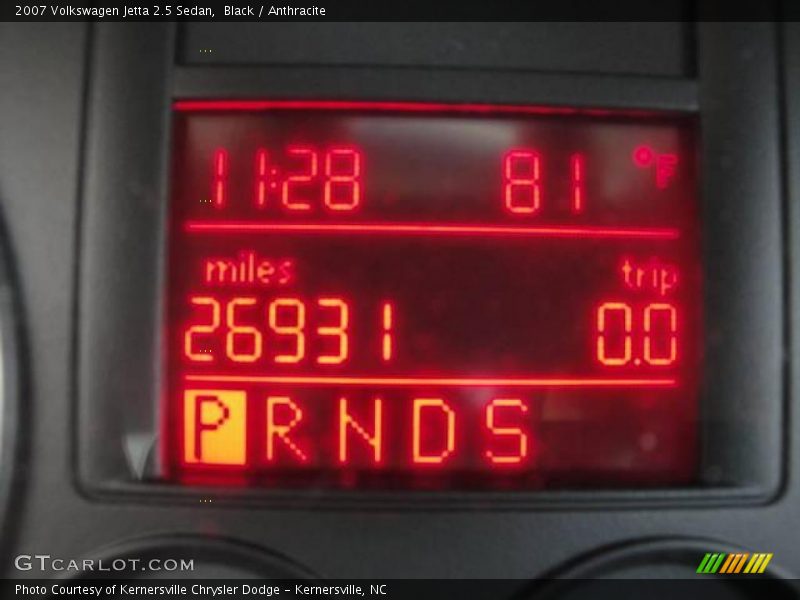 2007 Volkswagen Jetta 2.5 Sedan,  Black / Anthracite
11:28 81 °F
miles trip
26931 0.0
P R N D S
GTCARLOT.COM
Photo Courtesy of Kernersville Chrysler Dodge - Kernersville, NC